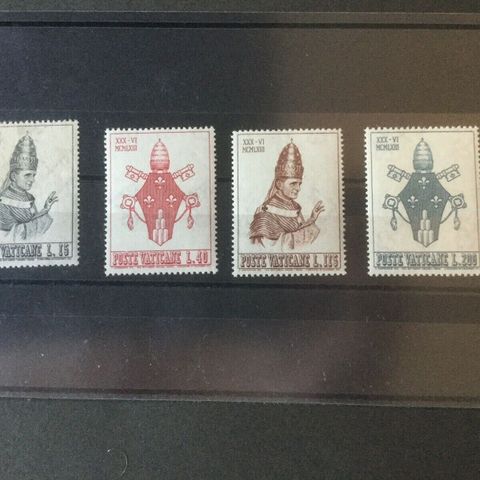 POSTE VATICANE L. 15
XXX-VI
MCMLXIII
POSTE VATICANE L. 40
XXX-VI
MCMLXIII
POSTE VATICANE L. 115
XXX-VI
MCMLXIII
POSTE VATICANE L. 200